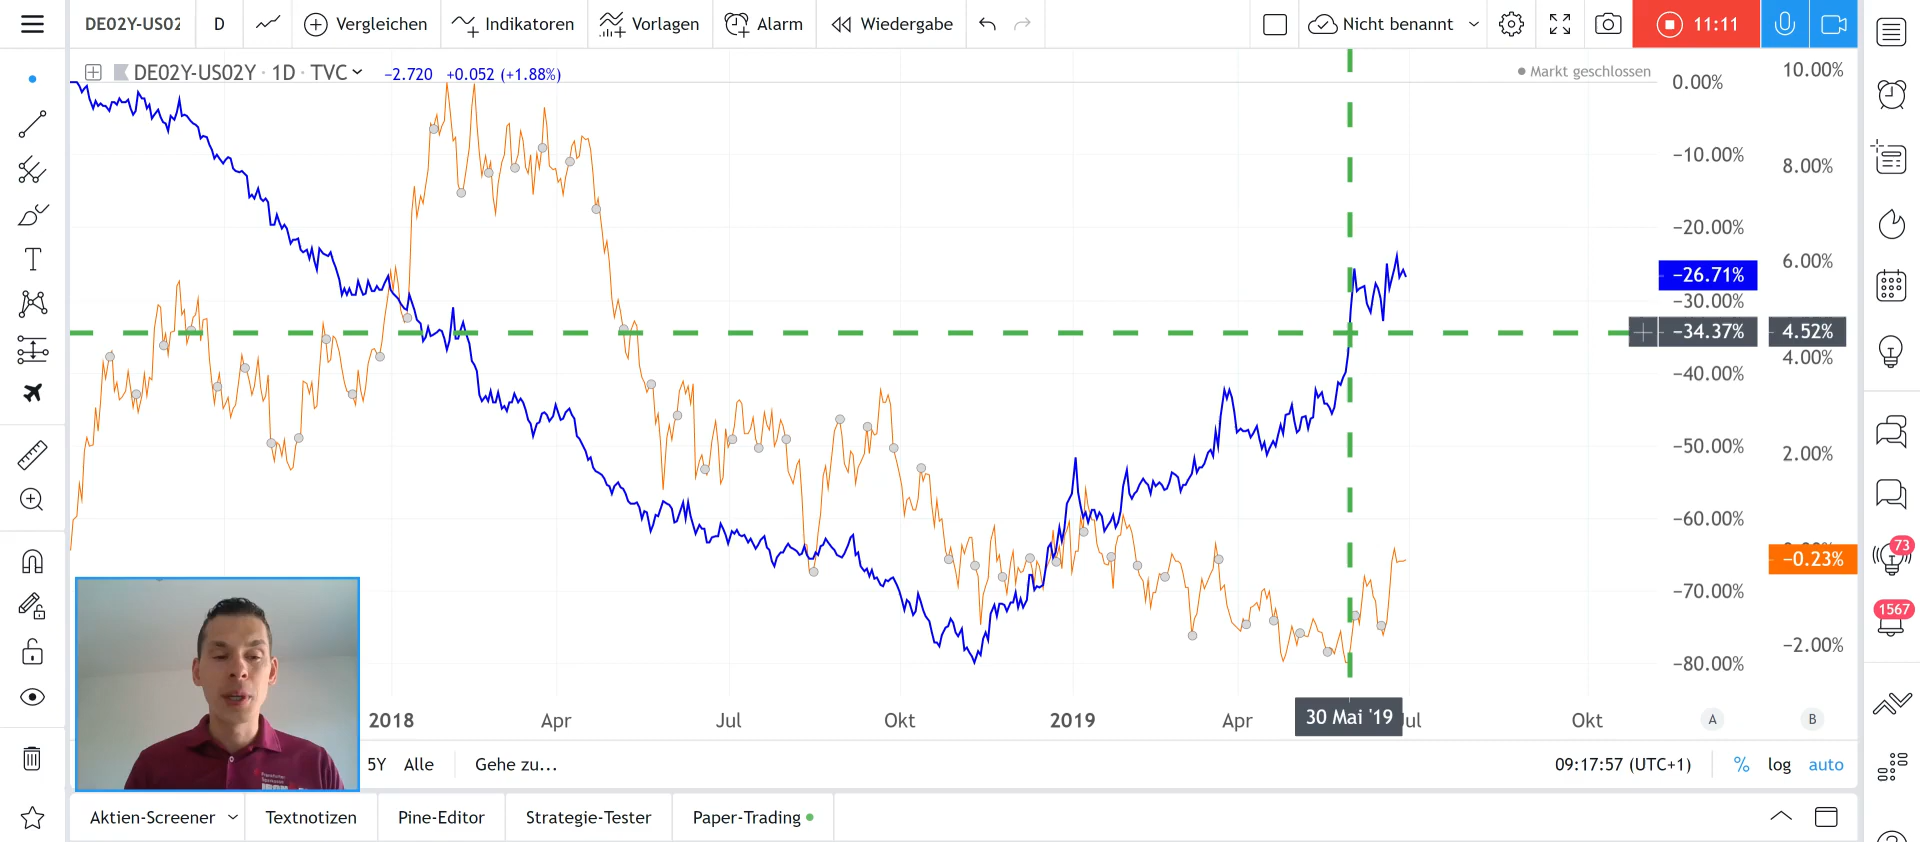 DE02Y-US02
D
Vergleichen
Indikatoren
Vorlagen
Alarm
Wiedergabe
Nicht benannt
11:11
DE02Y-US02Y · 1D · TVC
−2.720 +0.052 (+1.88%)
Markt geschlossen
0.00%
−10.00%
−20.00%
−26.71%
−30.00%
−34.37%
−40.00%
−50.00%
−60.00%
−70.00%
−80.00%
10.00%
8.00%
6.00%
4.52%
4.00%
2.00%
−0.23%
−2.00%
73
1567
2018
Apr
Jul
Okt
2019
Apr
30 Mai '19
Jul
Okt
A
B
5Y
Alle
Gehe zu...
09:17:57 (UTC+1)
%
log
auto
Aktien-Screener
Textnotizen
Pine-Editor
Strategie-Tester
Paper-Trading